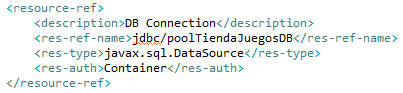 <resource-ref>
<description>DB Connection</description>
<res-ref-name>jdbc/poolTiendaJuegosDB</res-ref-name>
<res-type>javax.sql.DataSource</res-type>
<res-auth>Container</res-auth>
</resource-ref>